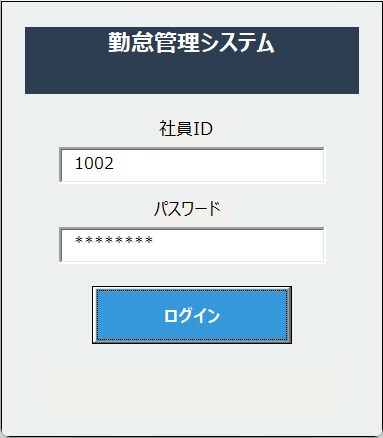 勤怠管理システム
社員ID
1002
パスワード
********
ログイン